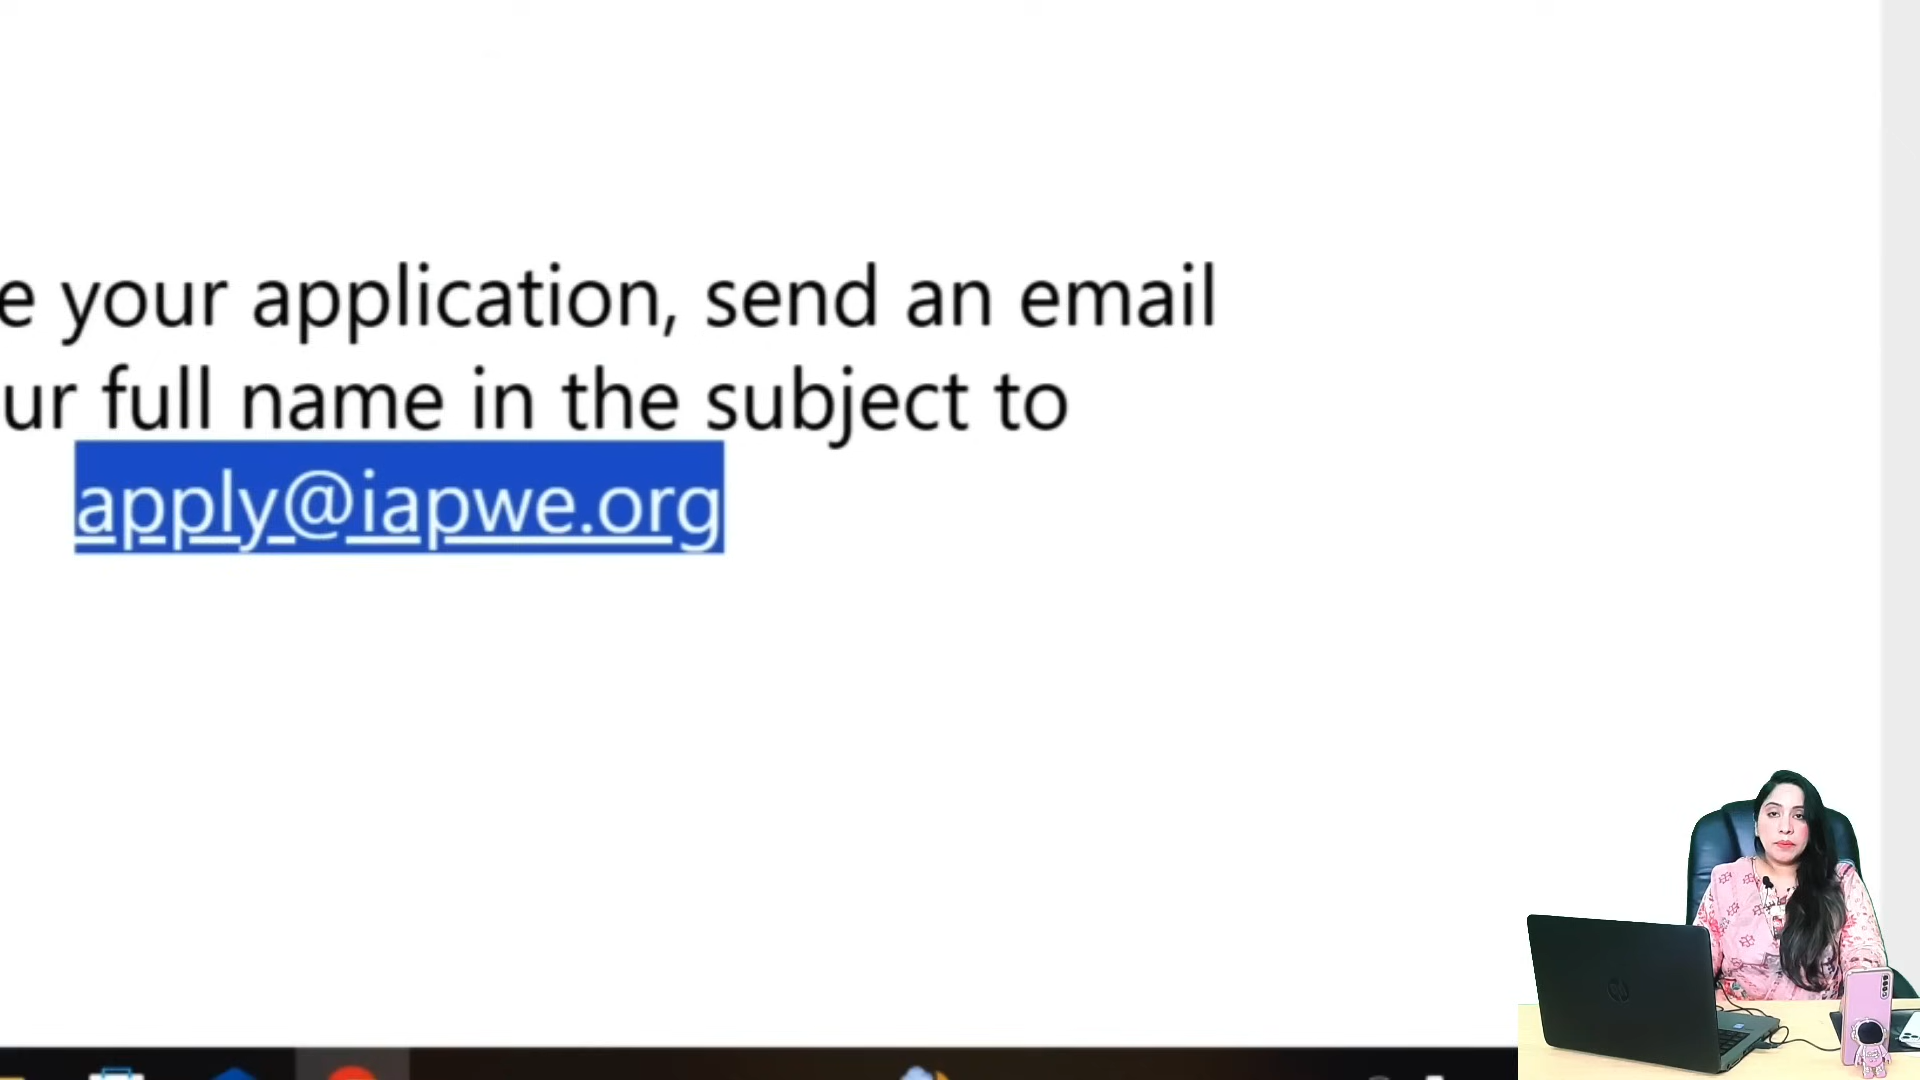 e your application, send an email
ur full name in the subject to
apply@iapwe.org